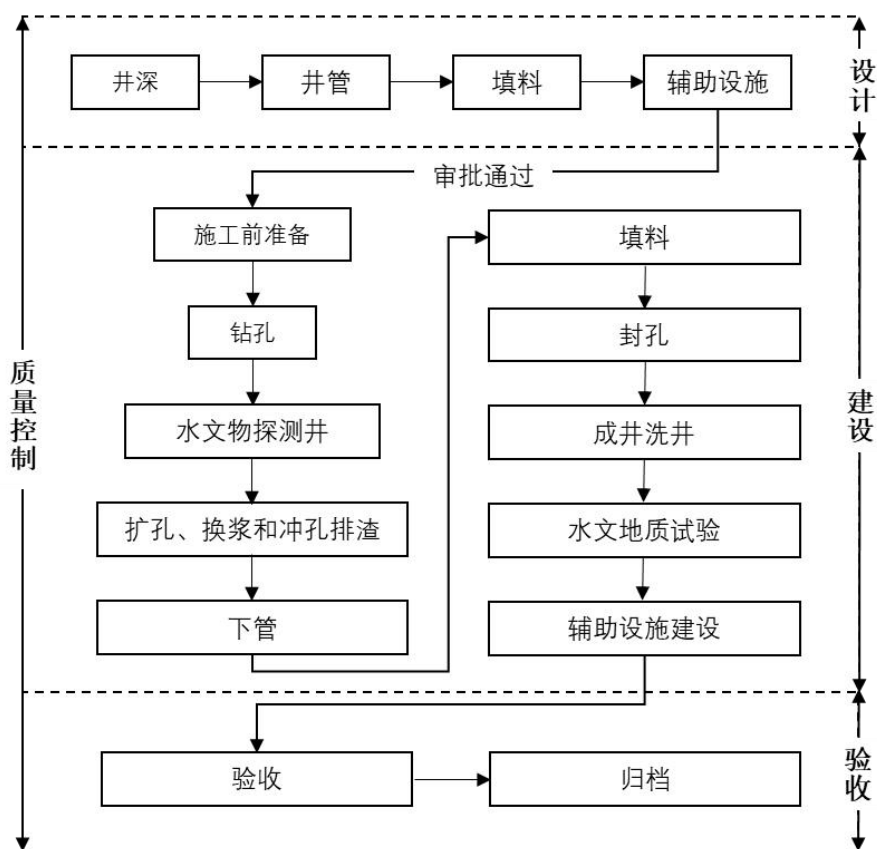 井深
井管
填料
辅助设施
设计
审批通过
施工前准备
钻孔
水文物探测井
扩孔、换浆和冲孔排渣
下管
填料
封孔
成井洗井
水文地质试验
辅助设施建设
建设
质量控制
验收
归档
验收